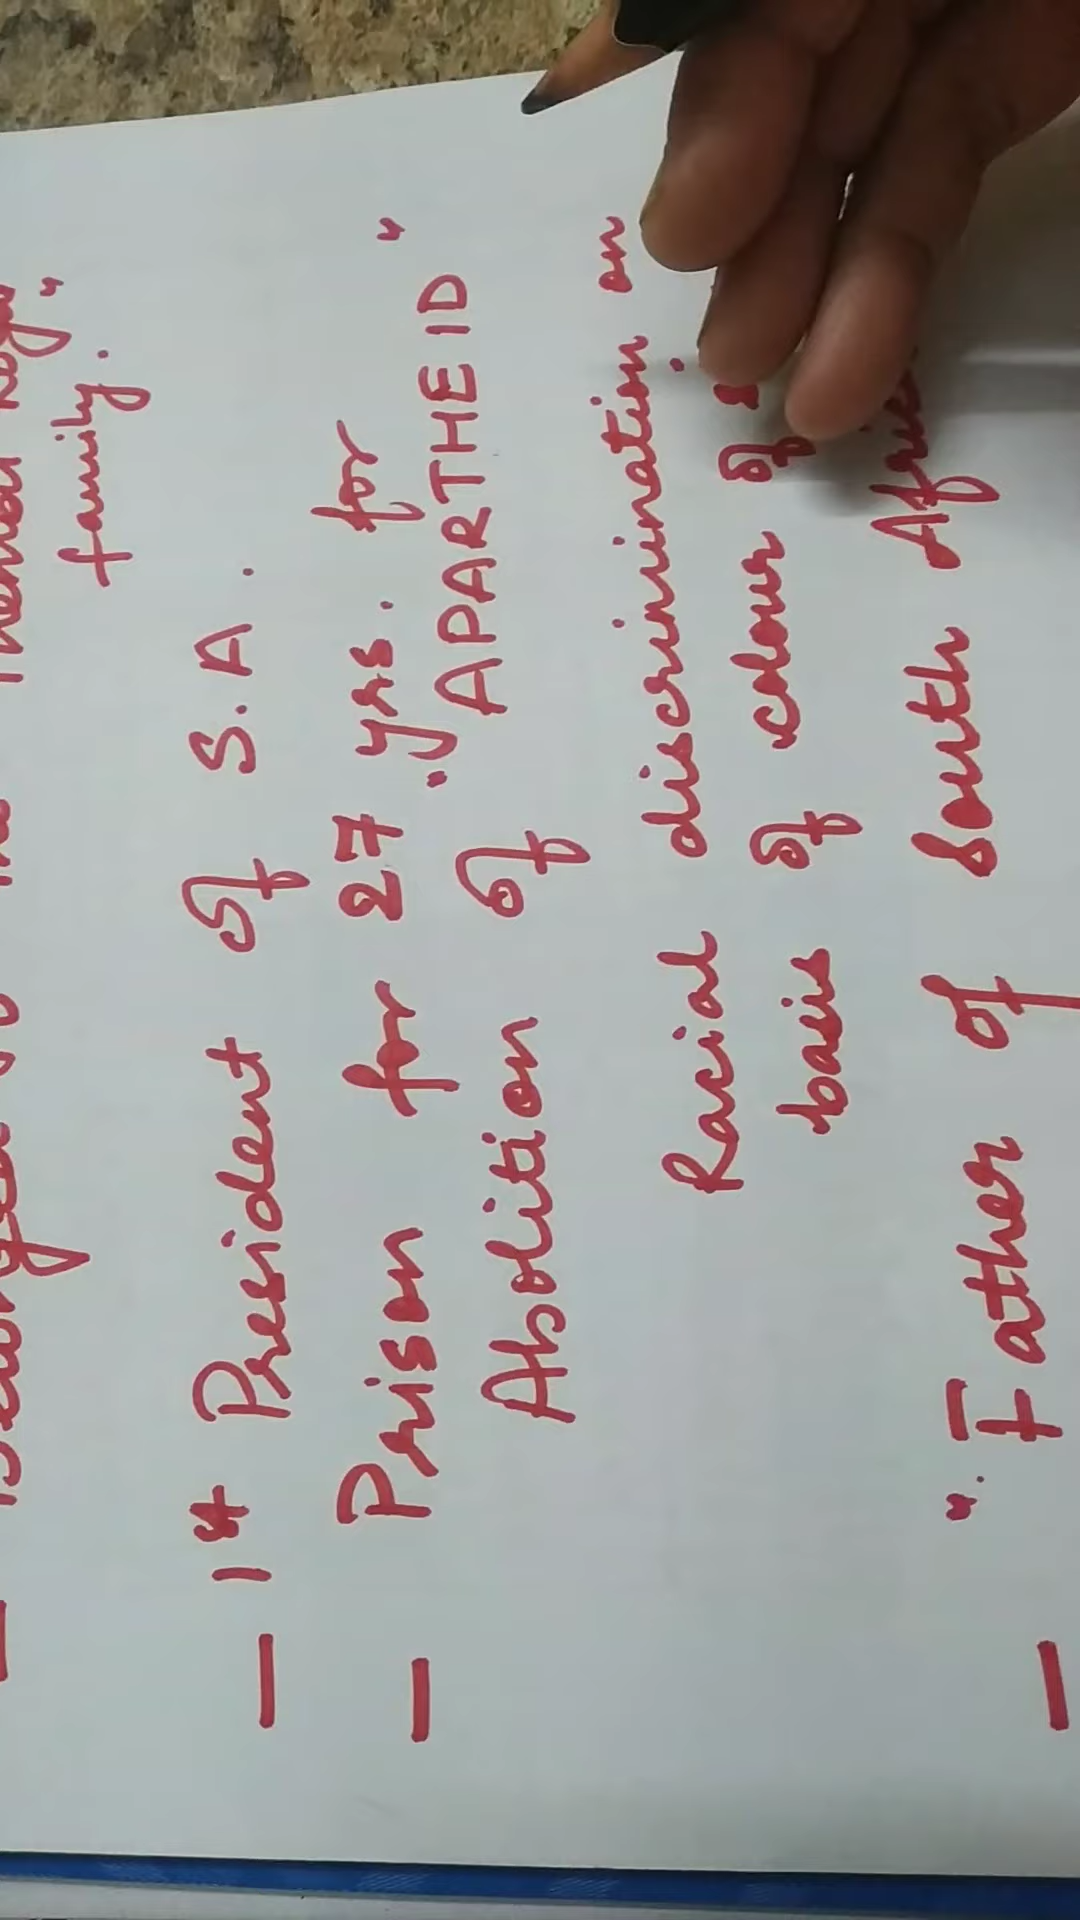 family."
— 1st President of S.A.
— Prison for 27 yrs. for
Abolition of "APARTHEID"
Racial discrimination on
basis of colour of
— "Father of South